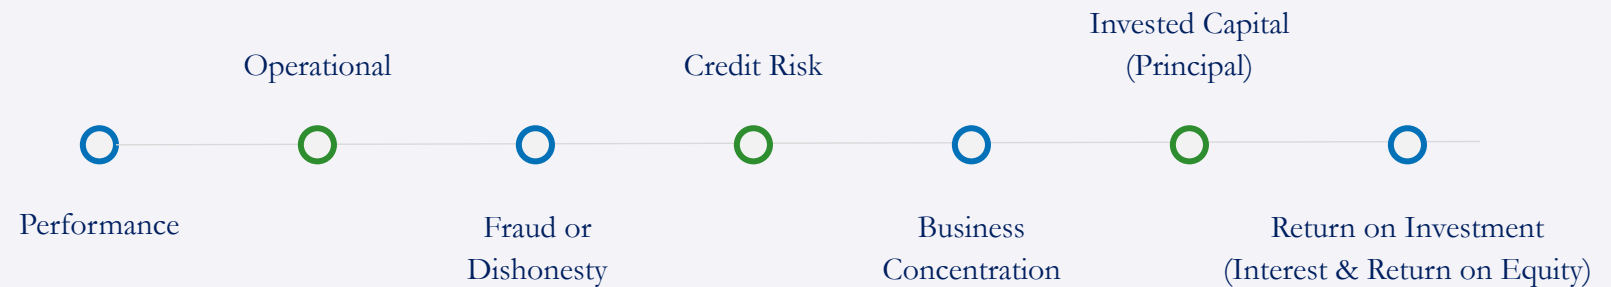 Performance
Operational
Fraud or
Dishonesty
Credit Risk
Business
Concentration
Invested Capital
(Principal)
Return on Investment
(Interest & Return on Equity)